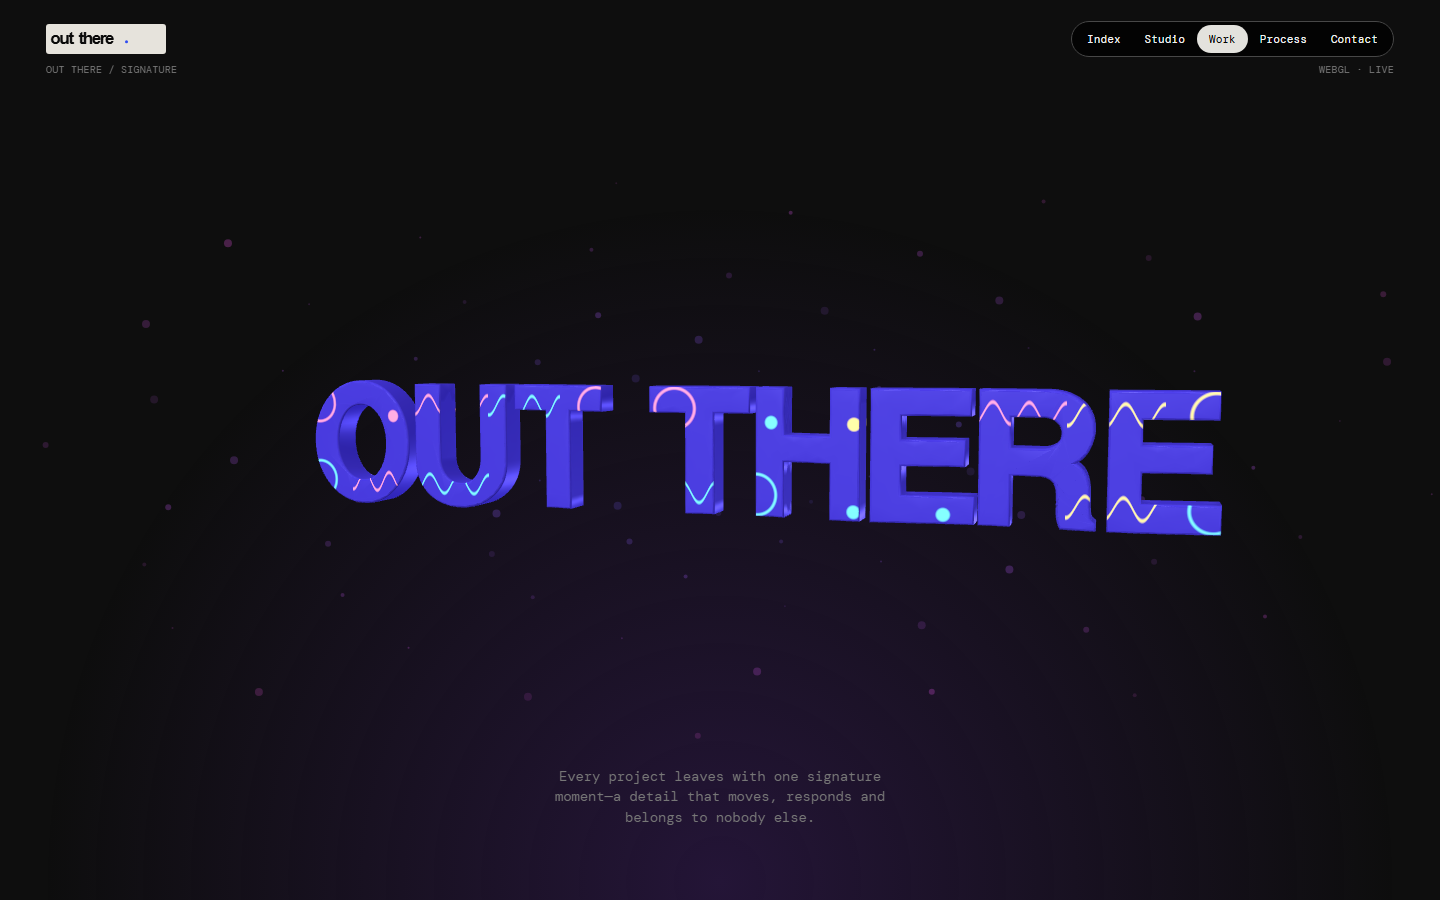 out there .
Index Studio Work Process Contact
OUT THERE / SIGNATURE
WEBGL · LIVE
OUT THERE
Every project leaves with one signature
moment—a detail that moves, responds and
belongs to nobody else.